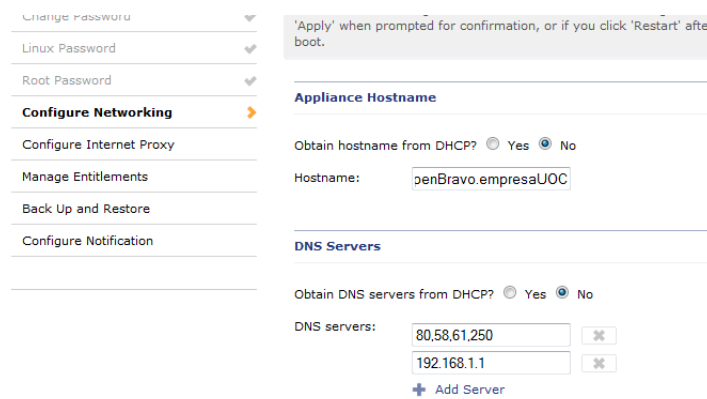 Change Password
Linux Password
Root Password
Configure Networking
Configure Internet Proxy
Manage Entitlements
Back Up and Restore
Configure Notification
'Apply' when prompted for confirmation, or if you click 'Restart' afte
boot.
Appliance Hostname
Obtain hostname from DHCP? Yes No
Hostname: penBravo.empresaUOC
DNS Servers
Obtain DNS servers from DHCP? Yes No
DNS servers: 80,58,61,250
192.168.1.1
Add Server